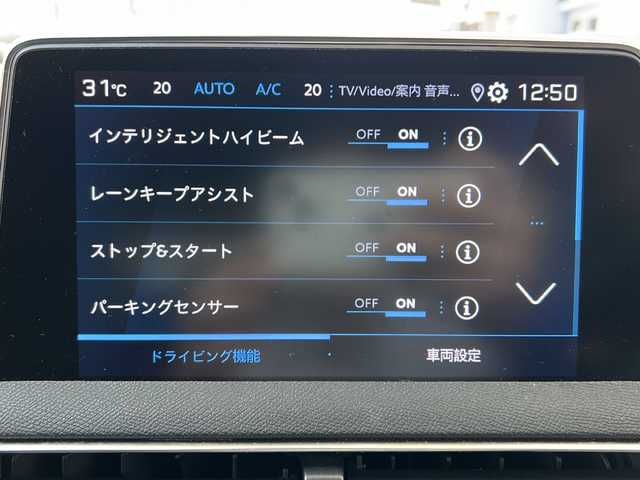 31℃ 20 AUTO A/C 20 TV/Video/案内 音声... 12:50
インテリジェントハイビーム OFF ON i
レーンキープアシスト OFF ON i
ストップ&スタート OFF ON i
パーキングセンサー OFF ON i
ドライビング機能 車両設定